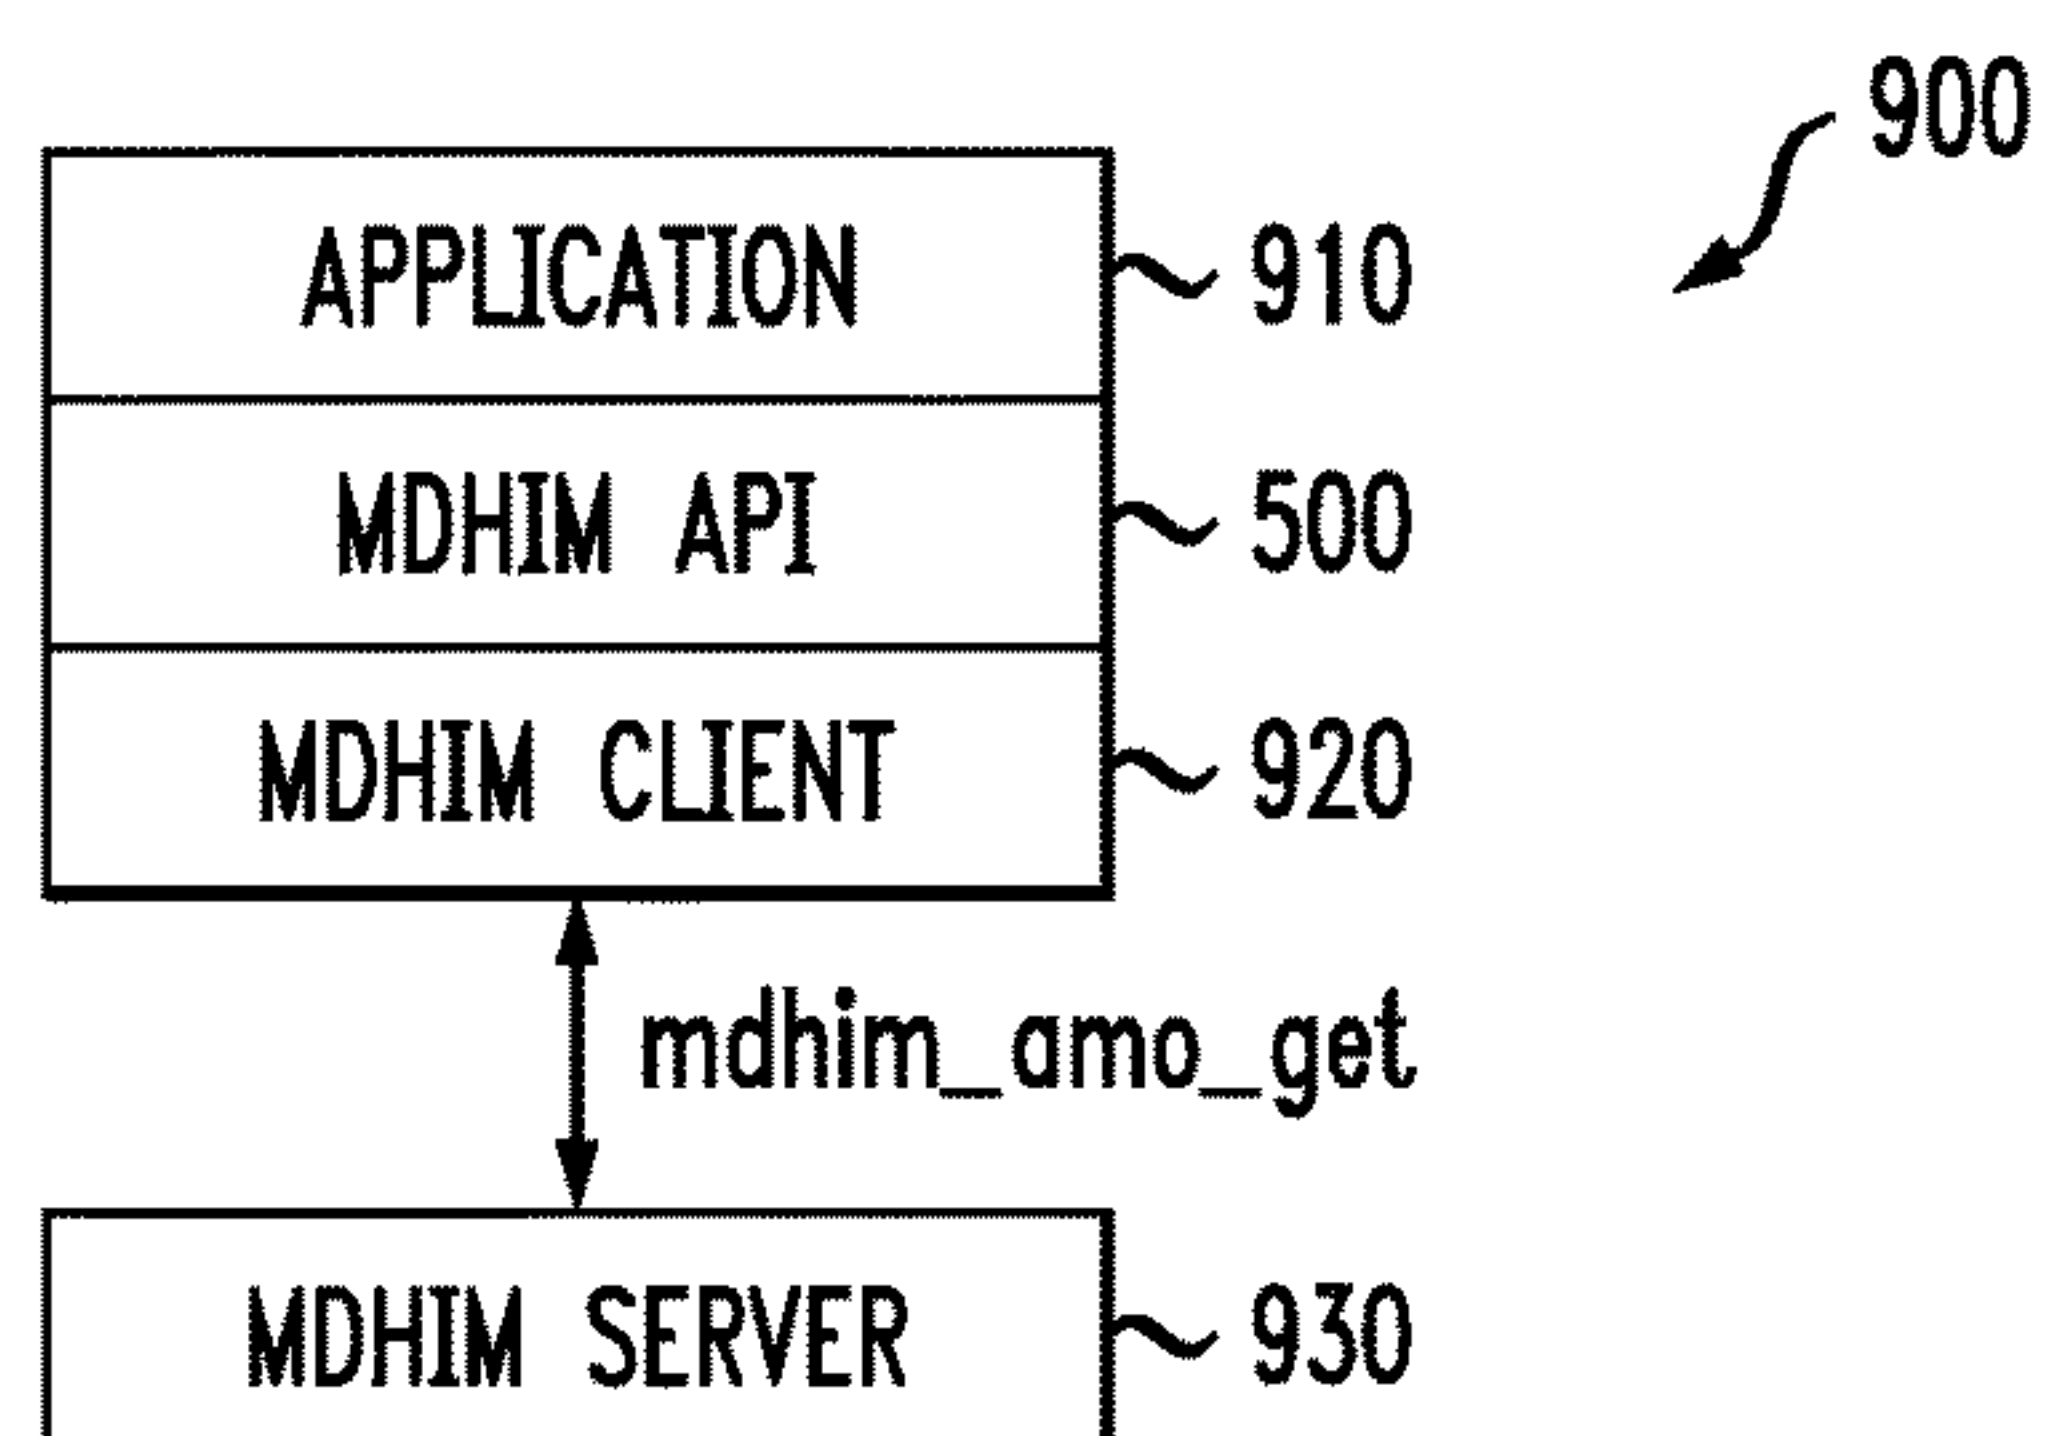 900
APPLICATION 910
MDHIM API 500
MDHIM CLIENT 920
mdhim_amo_get
MDHIM SERVER 930